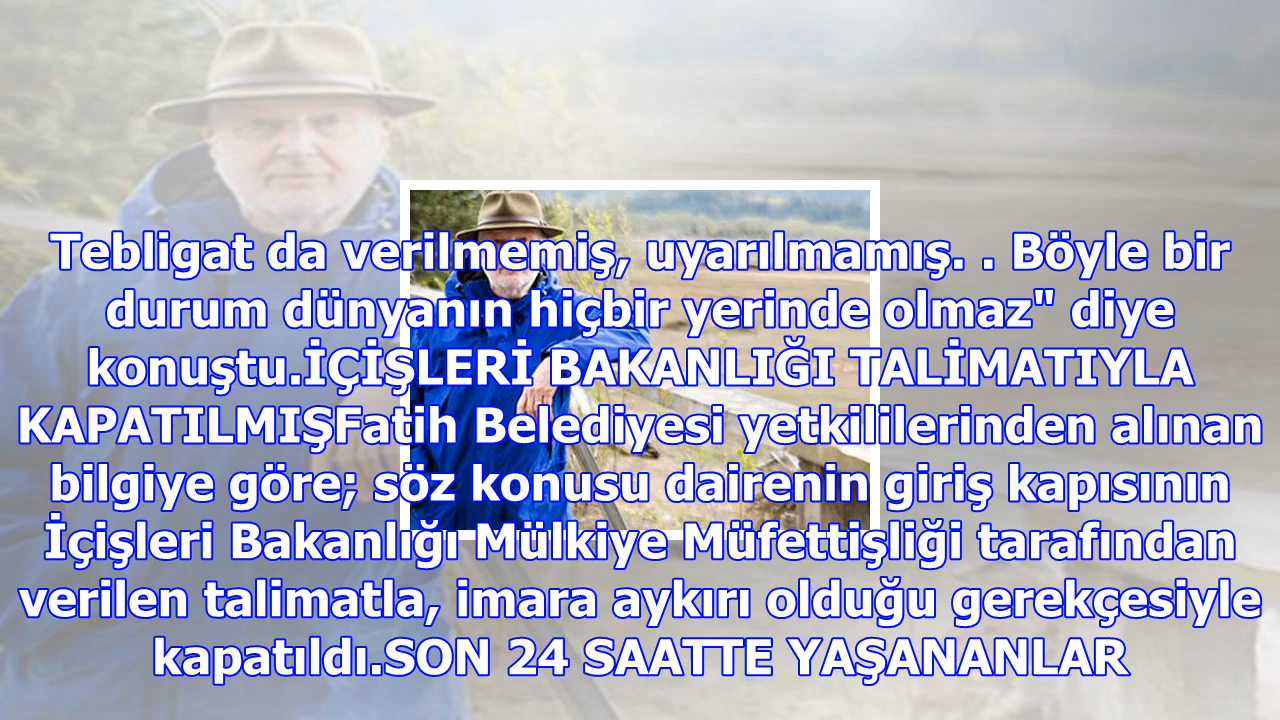 Tebligat da verilmemiş, uyarılmamış. . Böyle bir
durum dünyanın hiçbir yerinde olmaz" diye
konuştu.İÇİŞLERİ BAKANLIĞI TALİMATIYLA
KAPATILMIŞFatih Belediyesi yetkililerinden alınan
bilgiye göre; söz konusu dairenin giriş kapısının
İçişleri Bakanlığı Mülkiye Müfettişliği tarafından
verilen talimatla, imara aykırı olduğu gerekçesiyle
kapatıldı.SON 24 SAATTE YAŞANANLAR